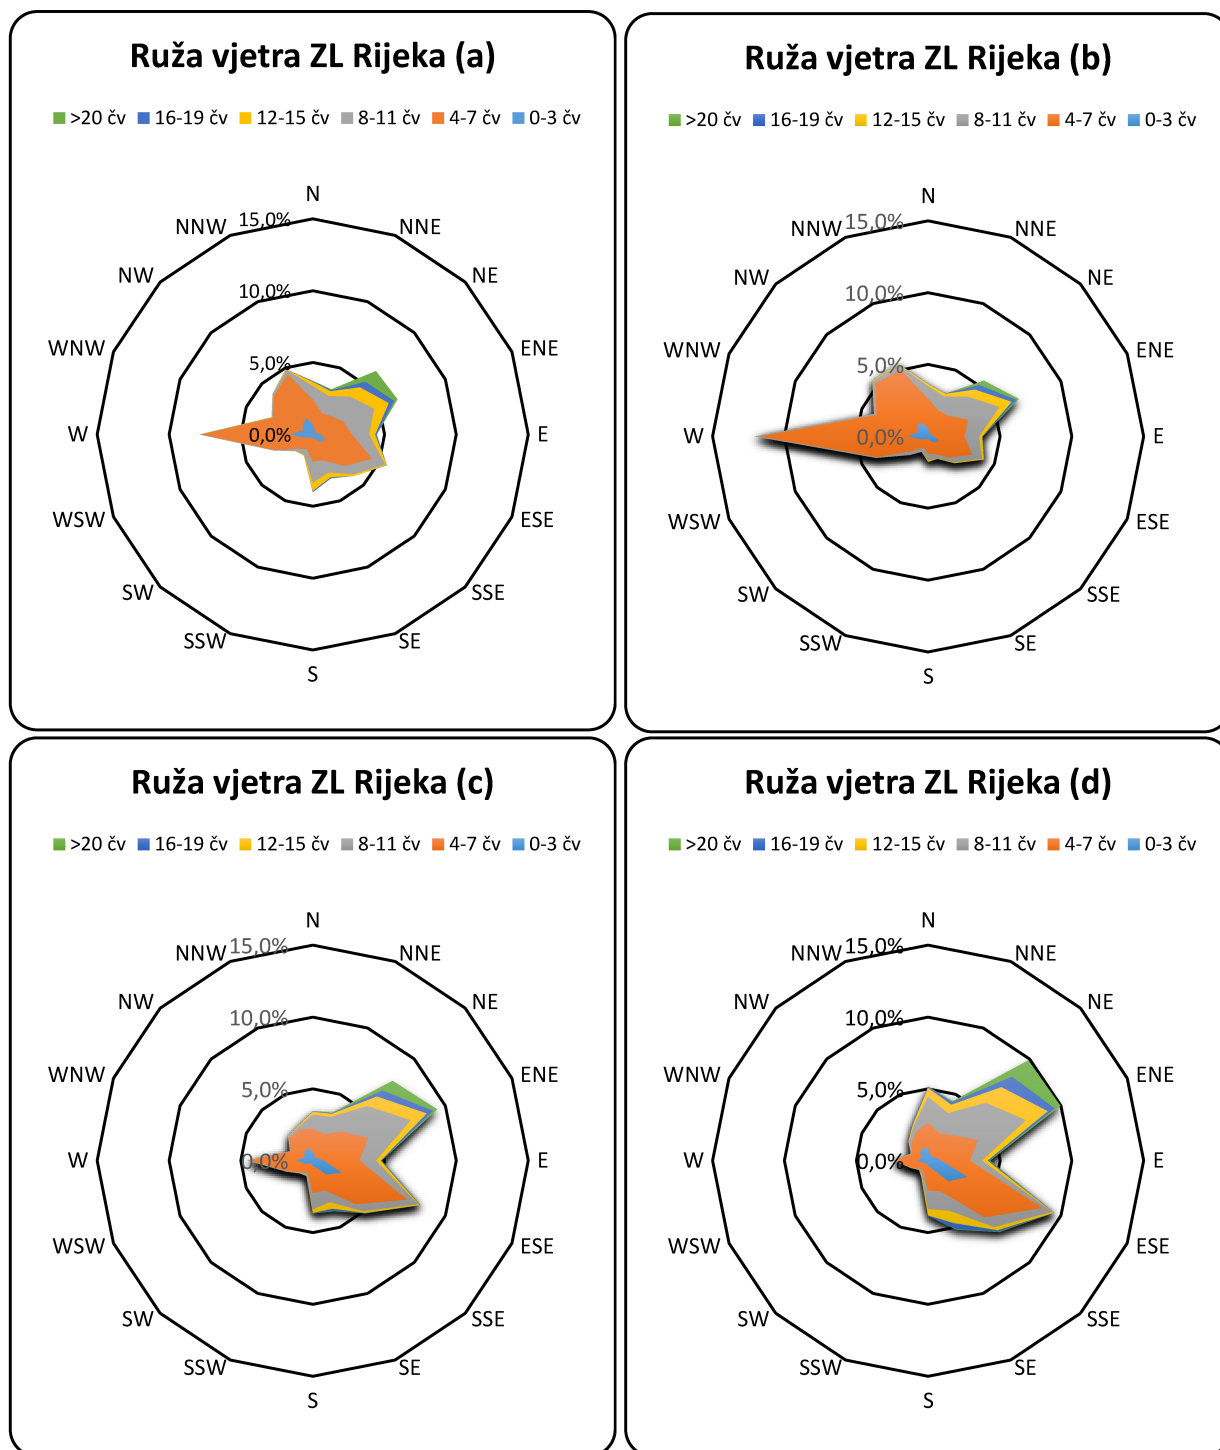 Ruža vjetra ZL Rijeka (a)
>20 čv 16-19 čv 12-15 čv 8-11 čv 4-7 čv 0-3 čv
N
NNE
NE
ENE
E
ESE
SSE
SE
S
SSW
SW
WSW
W
WNW
NW
NNW
15,0%
10,0%
5,0%
0,0%
Ruža vjetra ZL Rijeka (b)
>20 čv 16-19 čv 12-15 čv 8-11 čv 4-7 čv 0-3 čv
N
NNE
NE
ENE
E
ESE
SSE
SE
S
SSW
SW
WSW
W
WNW
NW
NNW
15,0%
10,0%
5,0%
0,0%
Ruža vjetra ZL Rijeka (c)
>20 čv 16-19 čv 12-15 čv 8-11 čv 4-7 čv 0-3 čv
N
NNE
NE
ENE
E
ESE
SSE
SE
S
SSW
SW
WSW
W
WNW
NW
NNW
15,0%
10,0%
5,0%
0,0%
Ruža vjetra ZL Rijeka (d)
>20 čv 16-19 čv 12-15 čv 8-11 čv 4-7 čv 0-3 čv
N
NNE
NE
ENE
E
ESE
SSE
SE
S
SSW
SW
WSW
W
WNW
NW
NNW
15,0%
10,0%
5,0%
0,0%